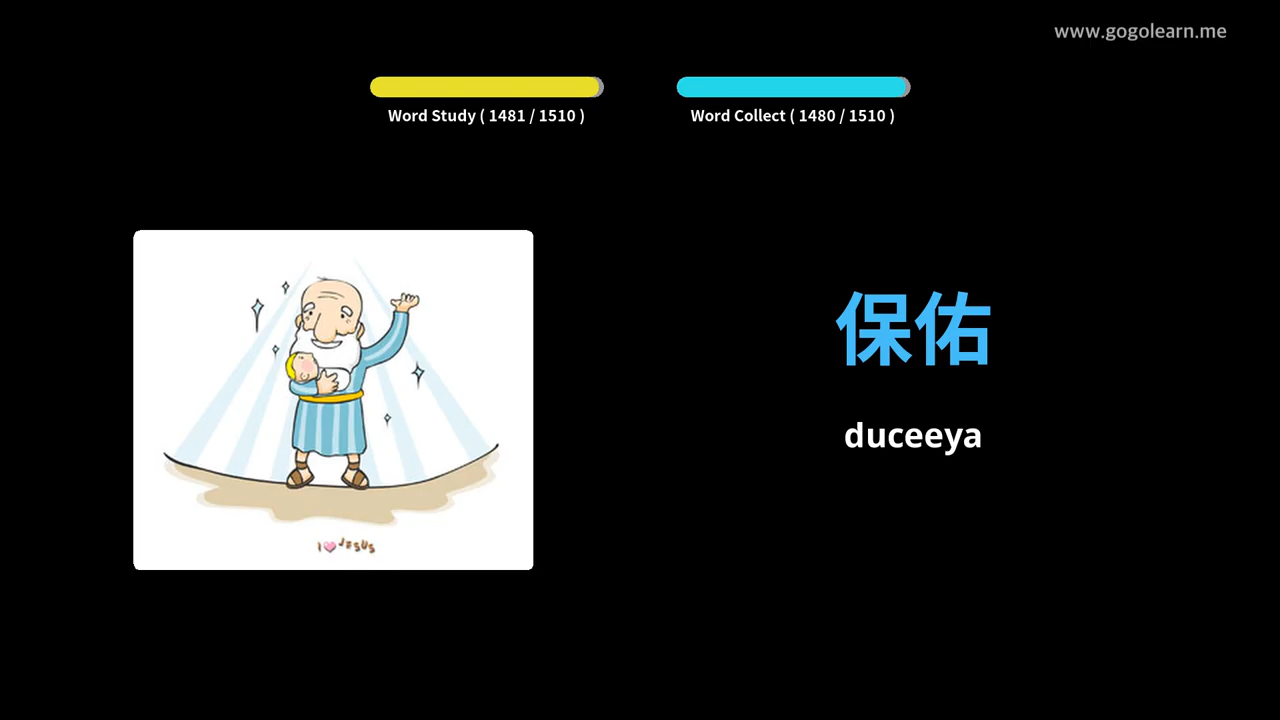 www.gogolearn.me
Word Study ( 1481 / 1510 )
Word Collect ( 1480 / 1510 )
保佑
duceeya
I ♥ JESUS